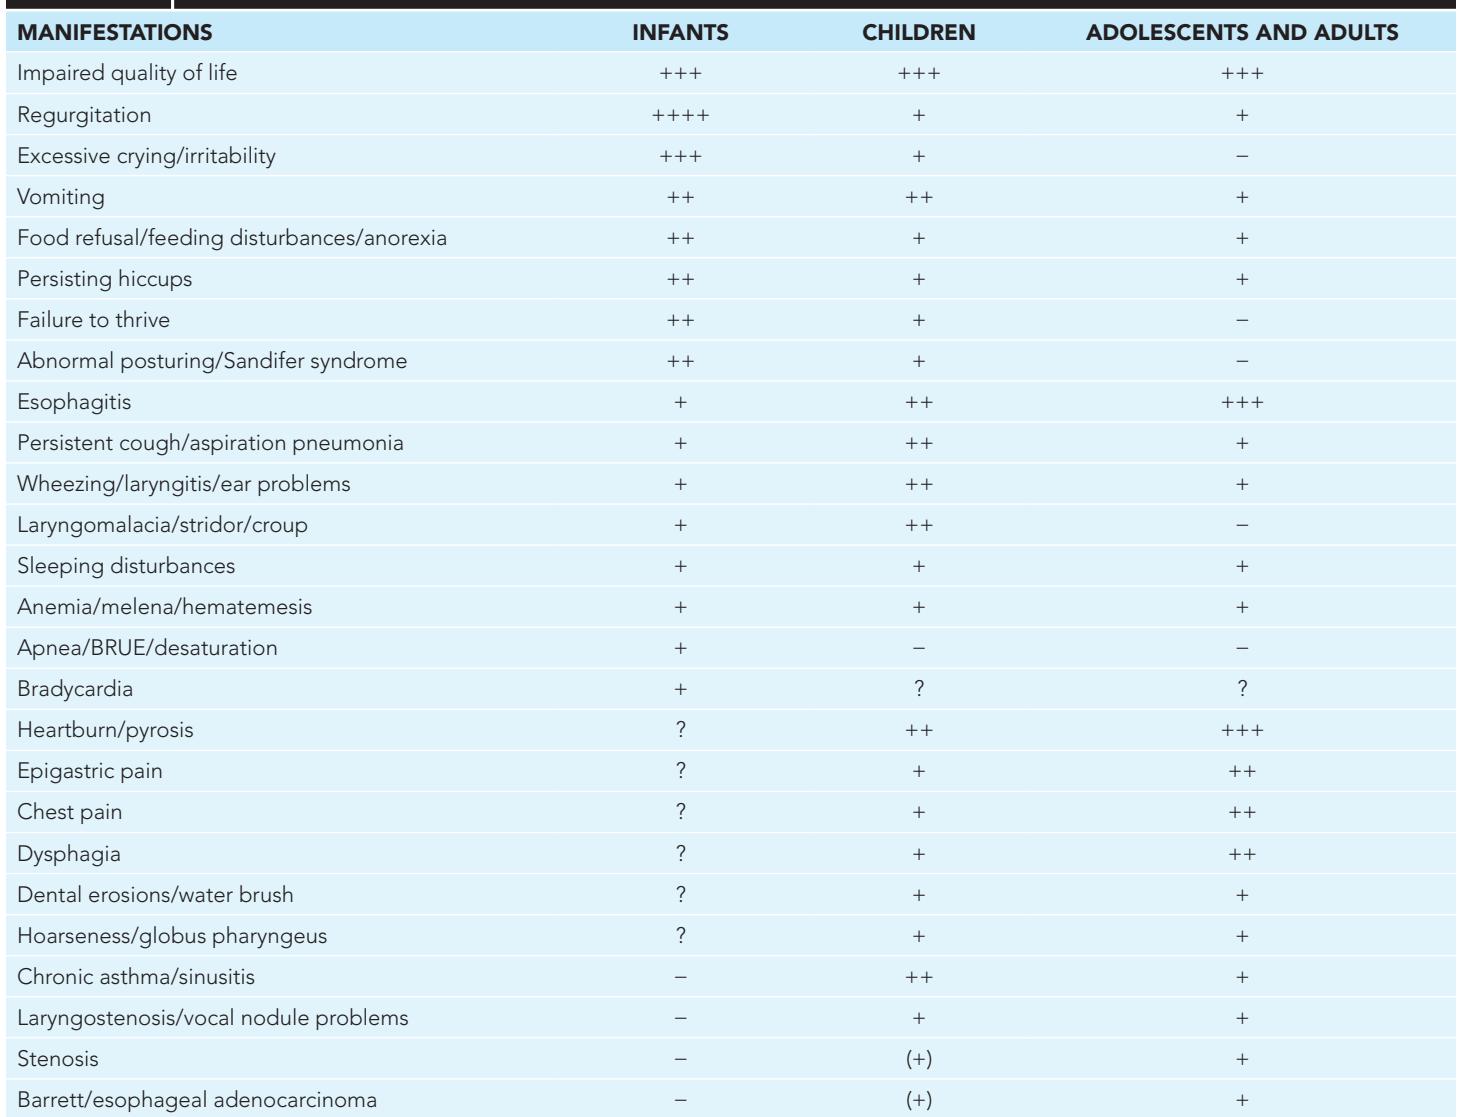 MANIFESTATIONS INFANTS CHILDREN ADOLESCENTS AND ADULTS
Impaired quality of life +++ +++ +++
Regurgitation ++++ + +
Excessive crying/irritability +++ + −
Vomiting ++ ++ +
Food refusal/feeding disturbances/anorexia ++ + +
Persisting hiccups ++ + +
Failure to thrive ++ + −
Abnormal posturing/Sandifer syndrome ++ + −
Esophagitis + ++ +++
Persistent cough/aspiration pneumonia + ++ +
Wheezing/laryngitis/ear problems + ++ +
Laryngomalacia/stridor/croup + ++ −
Sleeping disturbances + + +
Anemia/melena/hematemesis + + +
Apnea/BRUE/desaturation + − −
Bradycardia + ? ?
Heartburn/pyrosis ? ++ +++
Epigastric pain ? + ++
Chest pain ? + ++
Dysphagia ? + ++
Dental erosions/water brush ? + +
Hoarseness/globus pharyngeus ? + +
Chronic asthma/sinusitis − ++ +
Laryngostenosis/vocal nodule problems − + +
Stenosis − (+) +
Barrett/esophageal adenocarcinoma − (+) +